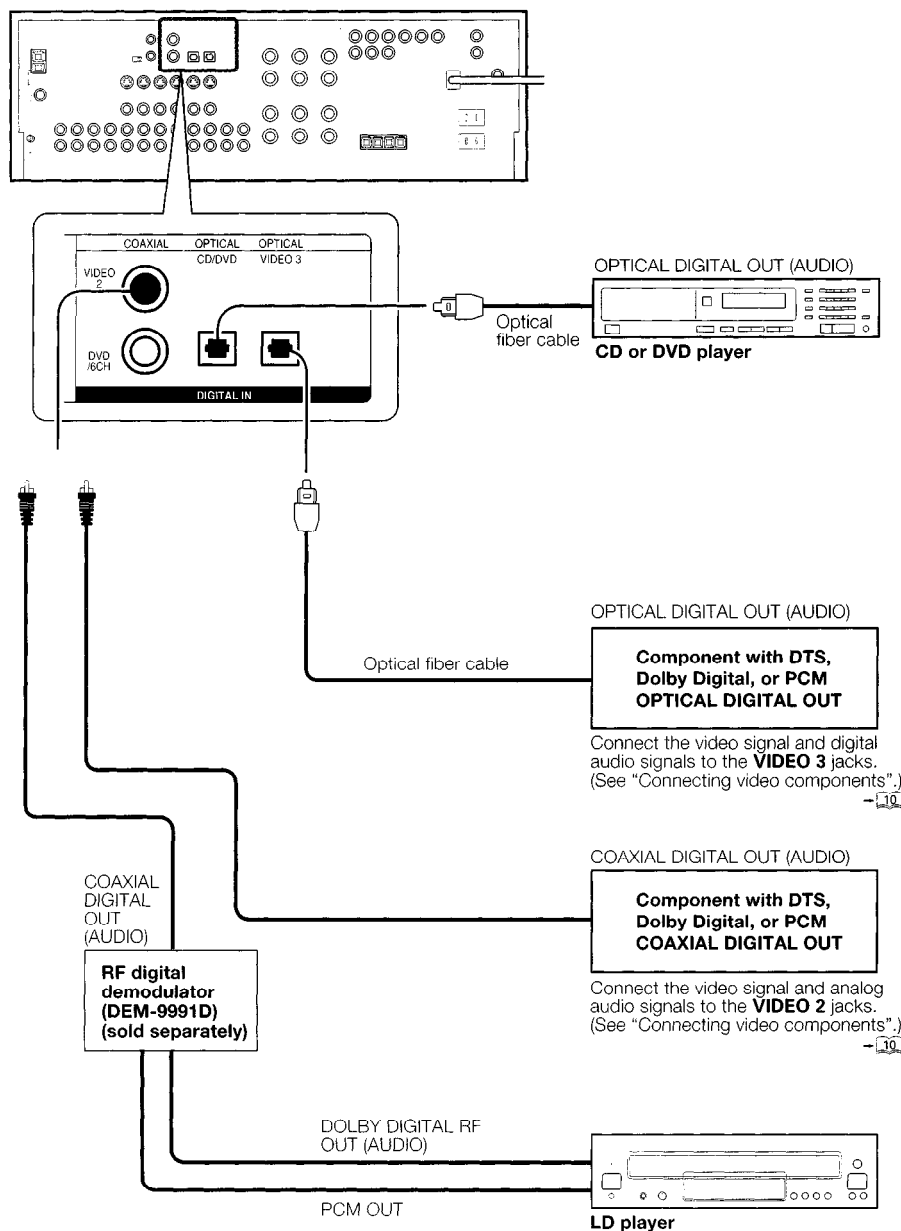 COAXIAL OPTICAL OPTICAL
CD/DVD VIDEO 3
VIDEO
2
DVD
/6CH
DIGITAL IN
OPTICAL DIGITAL OUT (AUDIO)
Optical
fiber cable
CD or DVD player
OPTICAL DIGITAL OUT (AUDIO)
Optical fiber cable
Component with DTS,
Dolby Digital, or PCM
OPTICAL DIGITAL OUT
Connect the video signal and digital
audio signals to the VIDEO 3 jacks.
(See “Connecting video components”.)
10
COAXIAL DIGITAL OUT (AUDIO)
Component with DTS,
Dolby Digital, or PCM
COAXIAL DIGITAL OUT
Connect the video signal and analog
audio signals to the VIDEO 2 jacks.
(See “Connecting video components”.)
10
COAXIAL
DIGITAL
OUT
(AUDIO)
RF digital
demodulator
(DEM-9991D)
(sold separately)
DOLBY DIGITAL RF
OUT (AUDIO)
PCM OUT
LD player